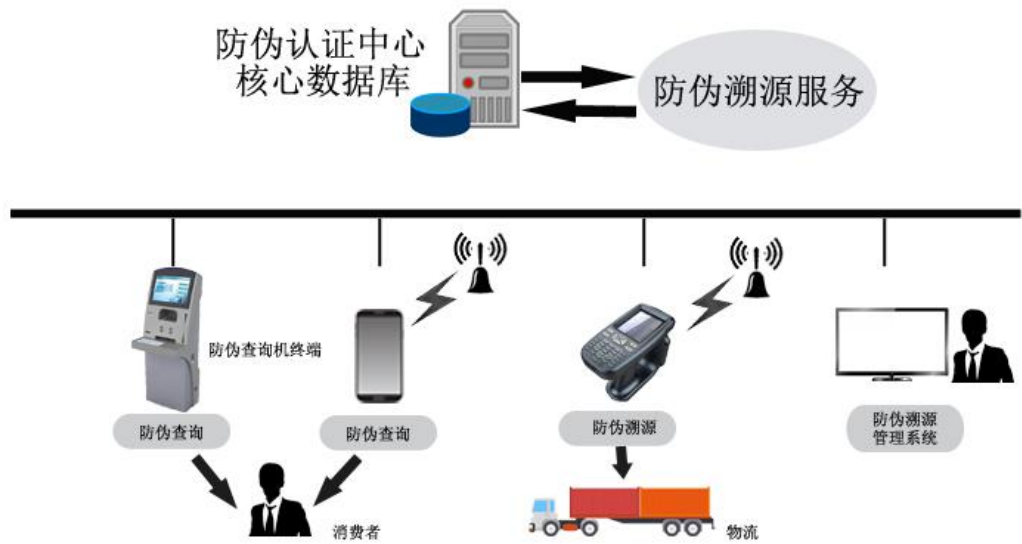 防伪认证中心
核心数据库
防伪溯源服务
防伪查询机终端
防伪查询
防伪查询
防伪溯源
防伪溯源
管理系统
消费者
物流